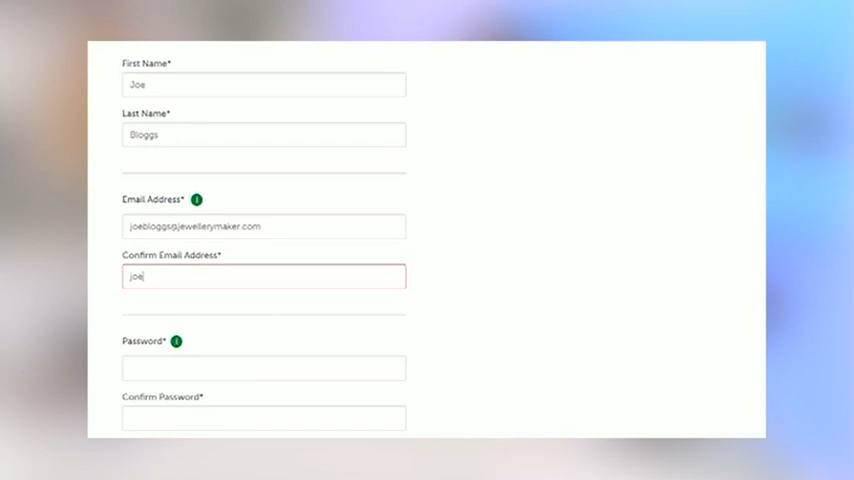 First Name*
Joe
Last Name*
Bloggs
Email Address* i
joebloggs@jewellerymaker.com
Confirm Email Address*
joe
Password* i
Confirm Password*